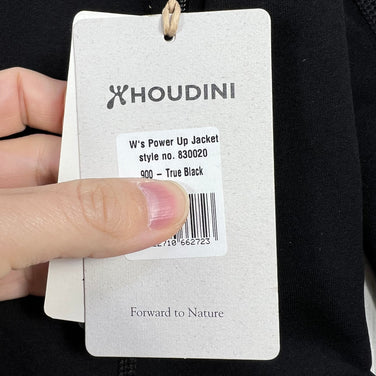 HOUDINI
W's Power Up Jacket
style no. 830020
900 – True Black
2710 662723
Forward to Nature